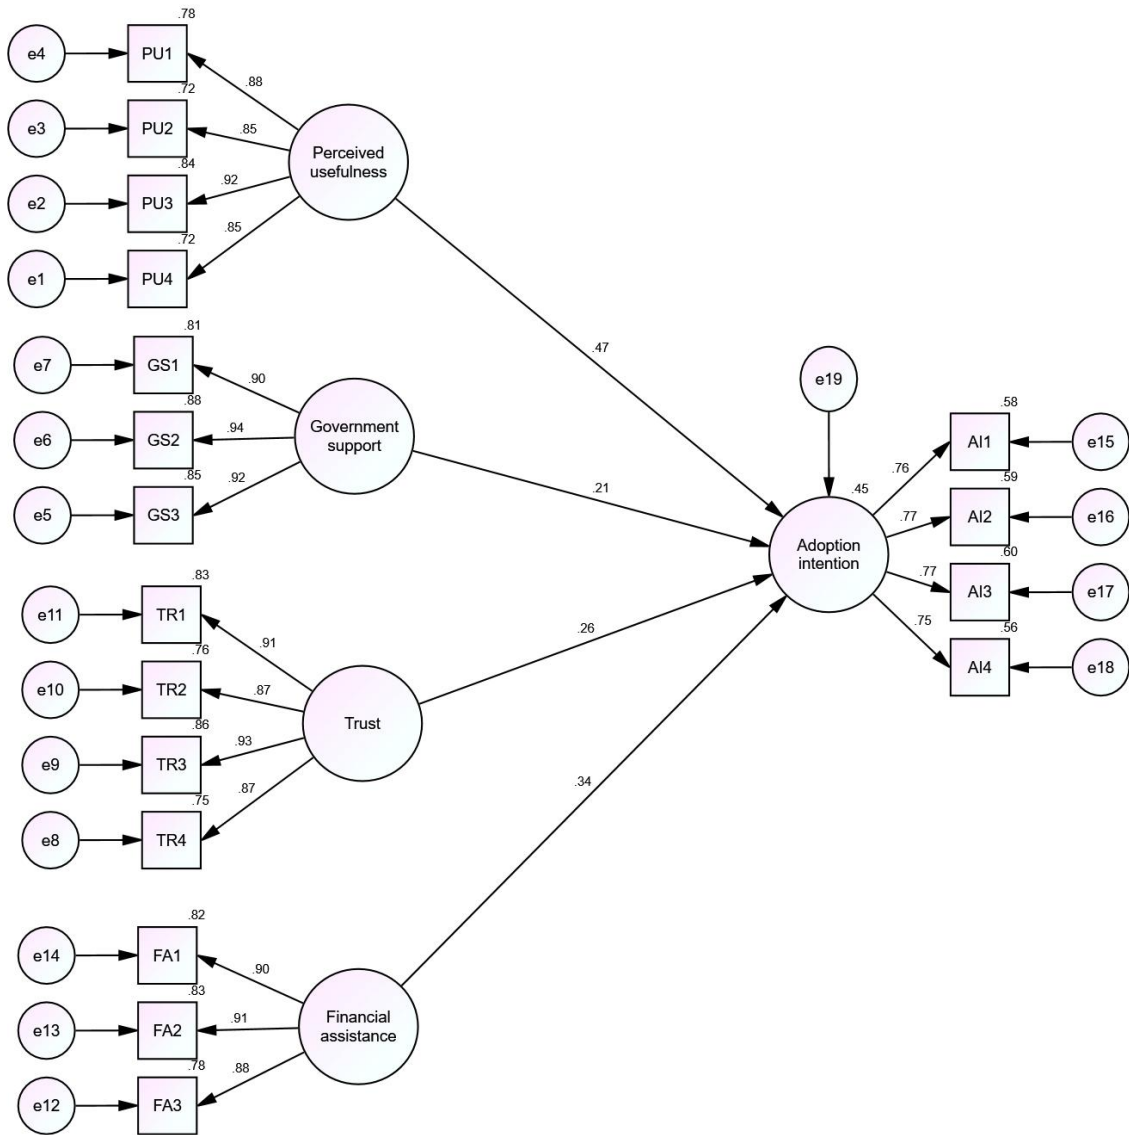 .78
e4
PU1
.88
.72
e3
PU2
.85
.84
e2
PU3
.92
.72
e1
PU4
.85
Perceived
usefulness
.47
.81
e7
GS1
.90
.88
e6
GS2
.94
.85
e5
GS3
.92
Government
support
.21
.83
e11
TR1
.91
.76
e10
TR2
.87
.86
e9
TR3
.93
.75
e8
TR4
.87
Trust
.26
.82
e14
FA1
.90
.83
e13
FA2
.91
.78
e12
FA3
.88
Financial
assistance
.34
e19
.45
Adoption
intention
.58
.76
AI1
e15
.59
.77
AI2
e16
.60
.77
AI3
e17
.56
.75
AI4
e18